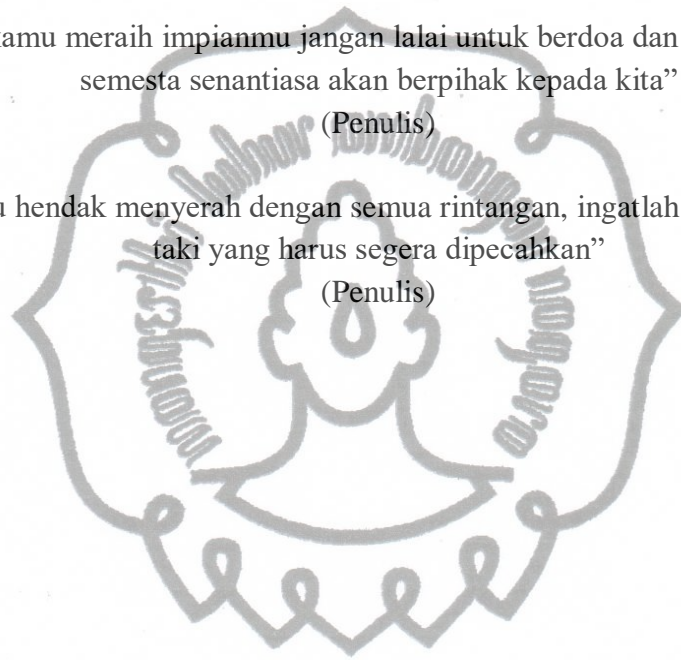 kamu meraih impianmu jangan lalai untuk berdoa dan
semesta senantiasa akan berpihak kepada kita”
(Penulis)
hendak menyerah dengan semua rintangan, ingatlah
taki yang harus segera dipecahkan”
(Penulis)